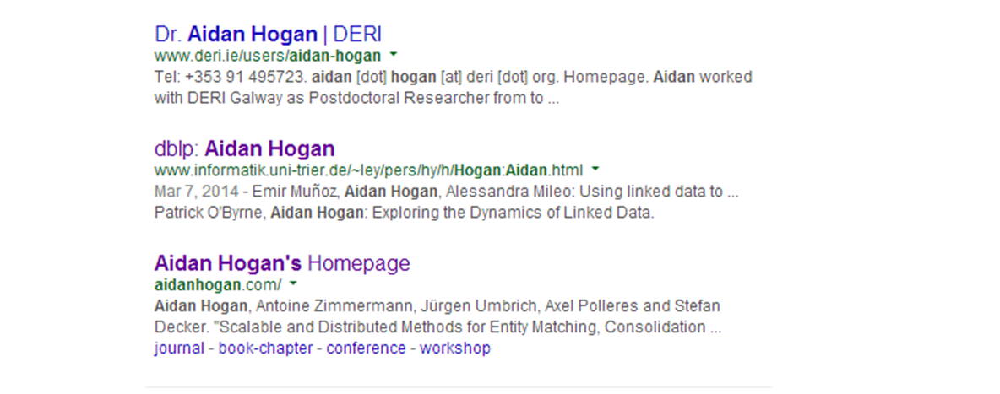 Dr. Aidan Hogan | DERI
www.deri.ie/users/aidan-hogan
Tel: +353 91 495723. aidan [dot] hogan [at] deri [dot] org. Homepage. Aidan worked
with DERI Galway as Postdoctoral Researcher from to ...
dblp: Aidan Hogan
www.informatik.uni-trier.de/~ley/pers/hy/h/Hogan:Aidan.html
Mar 7, 2014 - Emir Muñoz, Aidan Hogan, Alessandra Mileo: Using linked data to ...
Patrick O'Byrne, Aidan Hogan: Exploring the Dynamics of Linked Data.
Aidan Hogan's Homepage
aidanhogan.com/
Aidan Hogan, Antoine Zimmermann, Jürgen Umbrich, Axel Polleres and Stefan
Decker. "Scalable and Distributed Methods for Entity Matching, Consolidation ...
journal - book-chapter - conference - workshop